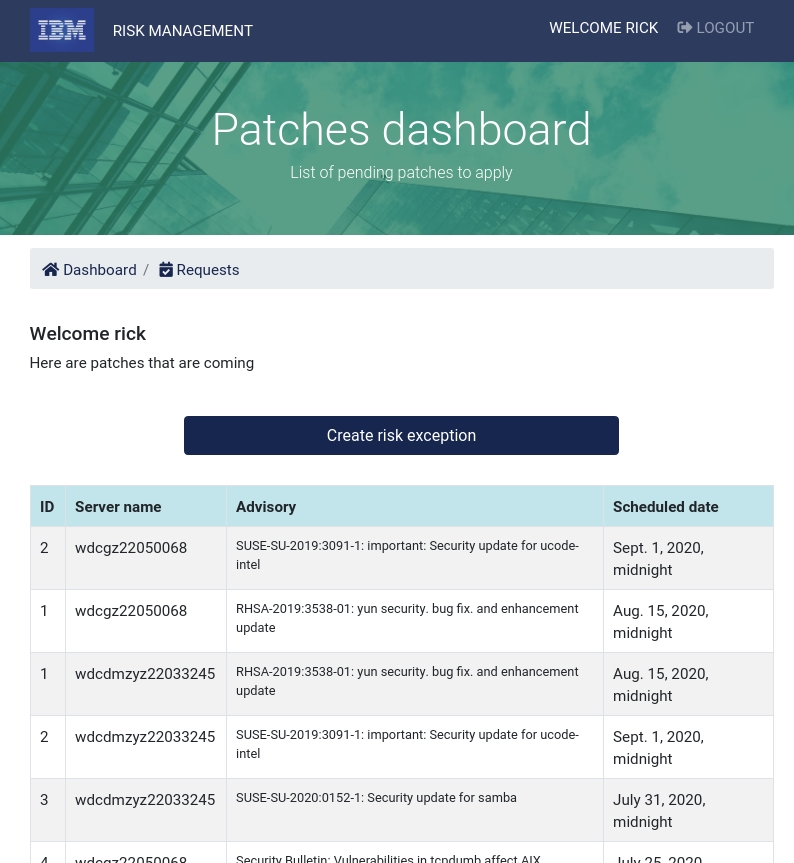 IBM
RISK MANAGEMENT
WELCOME RICK
LOGOUT
Patches dashboard
List of pending patches to apply
Dashboard / Requests
Welcome rick
Here are patches that are coming
Create risk exception
ID Server name Advisory Scheduled date
2 wdcgz22050068 SUSE-SU-2019:3091-1: important: Security update for ucode- Sept. 1, 2020,
intel midnight
1 wdcgz22050068 RHSA-2019:3538-01: yun security. bug fix. and enhancement Aug. 15, 2020,
update midnight
1 wdcdmzyz22033245 RHSA-2019:3538-01: yun security. bug fix. and enhancement Aug. 15, 2020,
update midnight
2 wdcdmzyz22033245 SUSE-SU-2019:3091-1: important: Security update for ucode- Sept. 1, 2020,
intel midnight
3 wdcdmzyz22033245 SUSE-SU-2020:0152-1: Security update for samba July 31, 2020,
midnight
4 wdcgz22050068 Security Bulletin: Vulnerabilities in tcpdump affect AIX July 25, 2020,